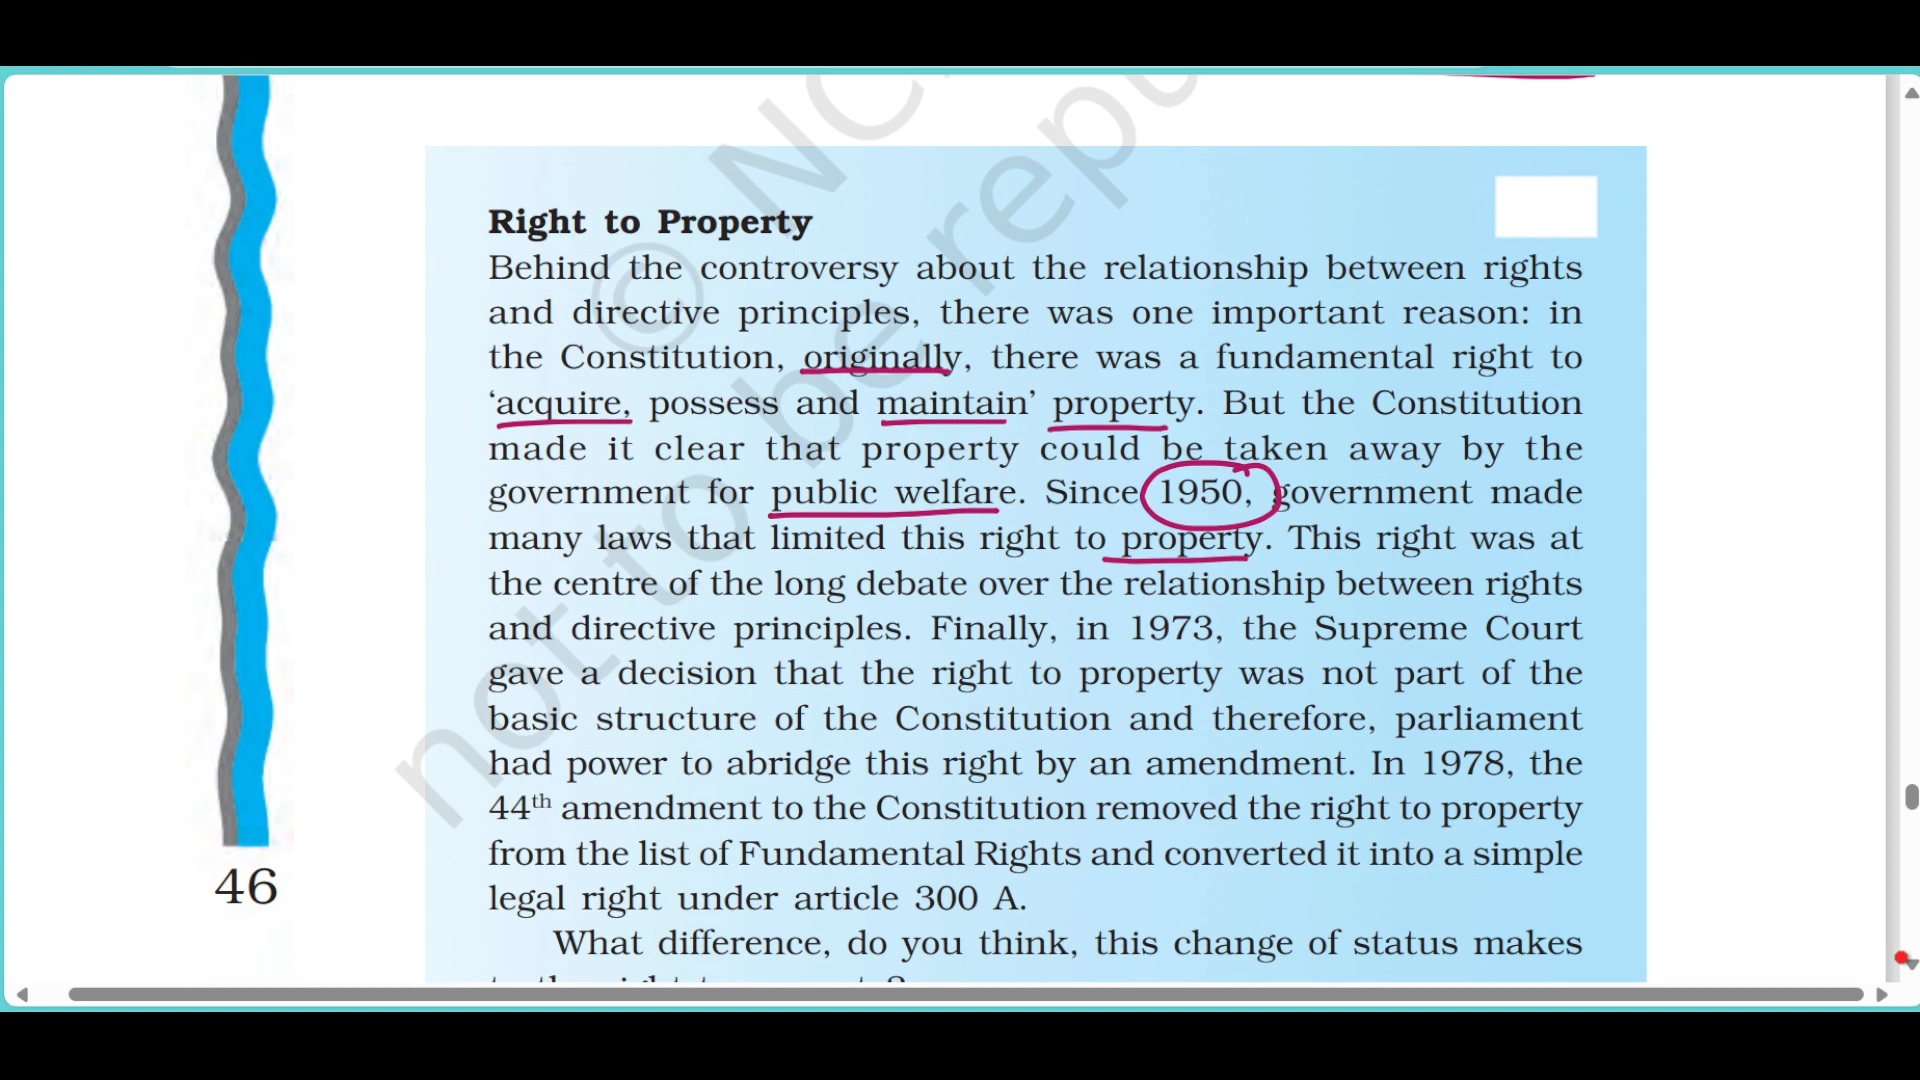 © NC
not to be repu
Right to Property
Behind the controversy about the relationship between rights
and directive principles, there was one important reason: in
the Constitution, originally, there was a fundamental right to
‘acquire, possess and maintain’ property. But the Constitution
made it clear that property could be taken away by the
government for public welfare. Since 1950, government made
many laws that limited this right to property. This right was at
the centre of the long debate over the relationship between rights
and directive principles. Finally, in 1973, the Supreme Court
gave a decision that the right to property was not part of the
basic structure of the Constitution and therefore, parliament
had power to abridge this right by an amendment. In 1978, the
44th amendment to the Constitution removed the right to property
from the list of Fundamental Rights and converted it into a simple
legal right under article 300 A.
What difference, do you think, this change of status makes
46